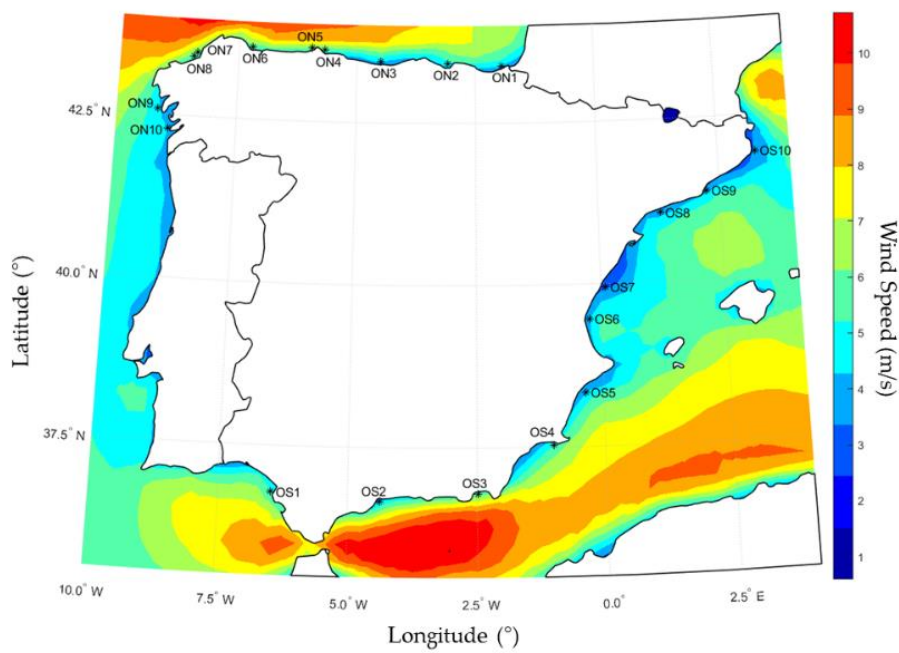 ON5
ON7
ON6
ON4
ON8
ON3
ON2
ON1
10
ON9
42.5° N
ON10
9
OS10
8
OS9
OS8
7
Latitude (°)
40.0° N
OS7
6
Wind Speed (m/s)
OS6
5
OS5
4
37.5° N
OS4
3
OS3
OS1
OS2
2
1
10.0° W
7.5° W
5.0° W
2.5° W
0.0°
2.5° E
Longitude (°)